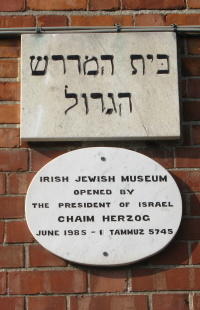 בית המדרש
הגדול
IRISH JEWISH MUSEUM
OPENED BY
THE PRESIDENT OF ISRAEL
CHAIM HERZOG
JUNE 1985 - 1 TAMMUZ 5745